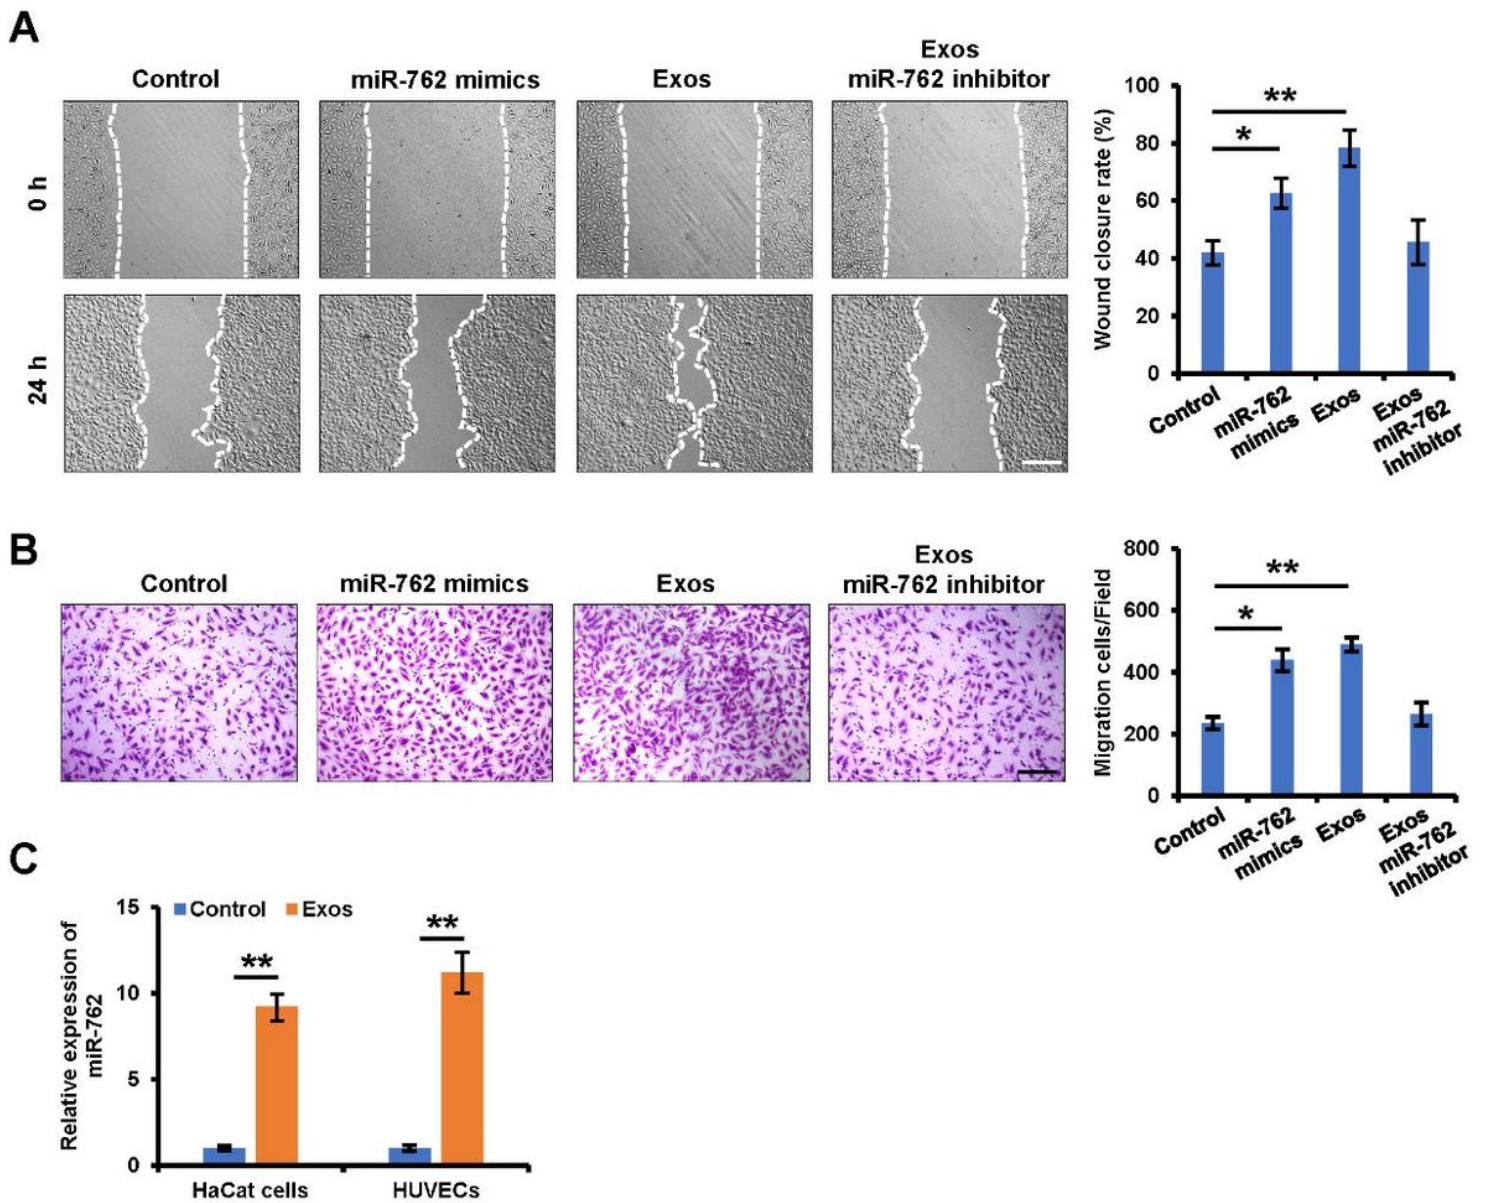 A
Control
miR-762 mimics
Exos
Exos
miR-762 inhibitor
0 h
24 h
Wound closure rate (%)
100
80
60
40
20
0
**
*
Control
miR-762
mimics
Exos
Exos
miR-762
inhibitor
B
Control
miR-762 mimics
Exos
Exos
miR-762 inhibitor
Migration cells/Field
800
600
400
200
0
**
*
Control
miR-762
mimics
Exos
Exos
miR-762
inhibitor
C
Relative expression of
miR-762
15
10
5
0
Control Exos
**
**
HaCat cells
HUVECs